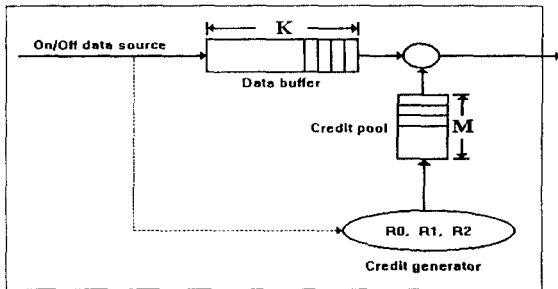 K
On/Off data source
Data buffer
Credit pool
M
R0, R1, R2
Credit generator